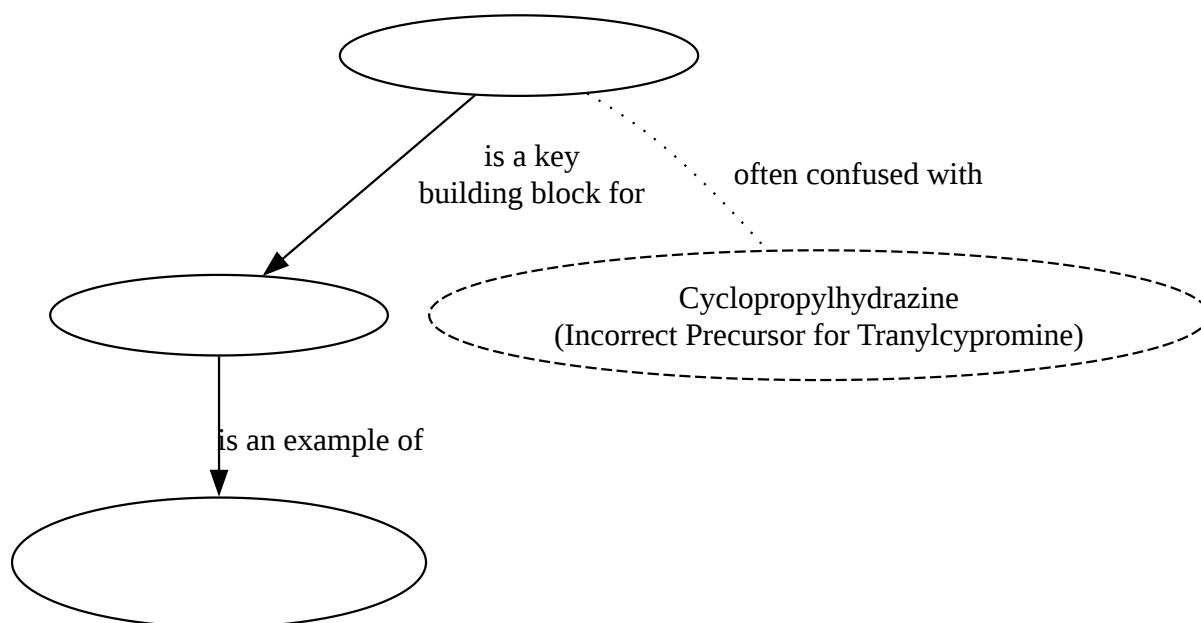 is a key
building block for
often confused with
Cyclopropylhydrazine
(Incorrect Precursor for Tranylcypromine)
is an example of